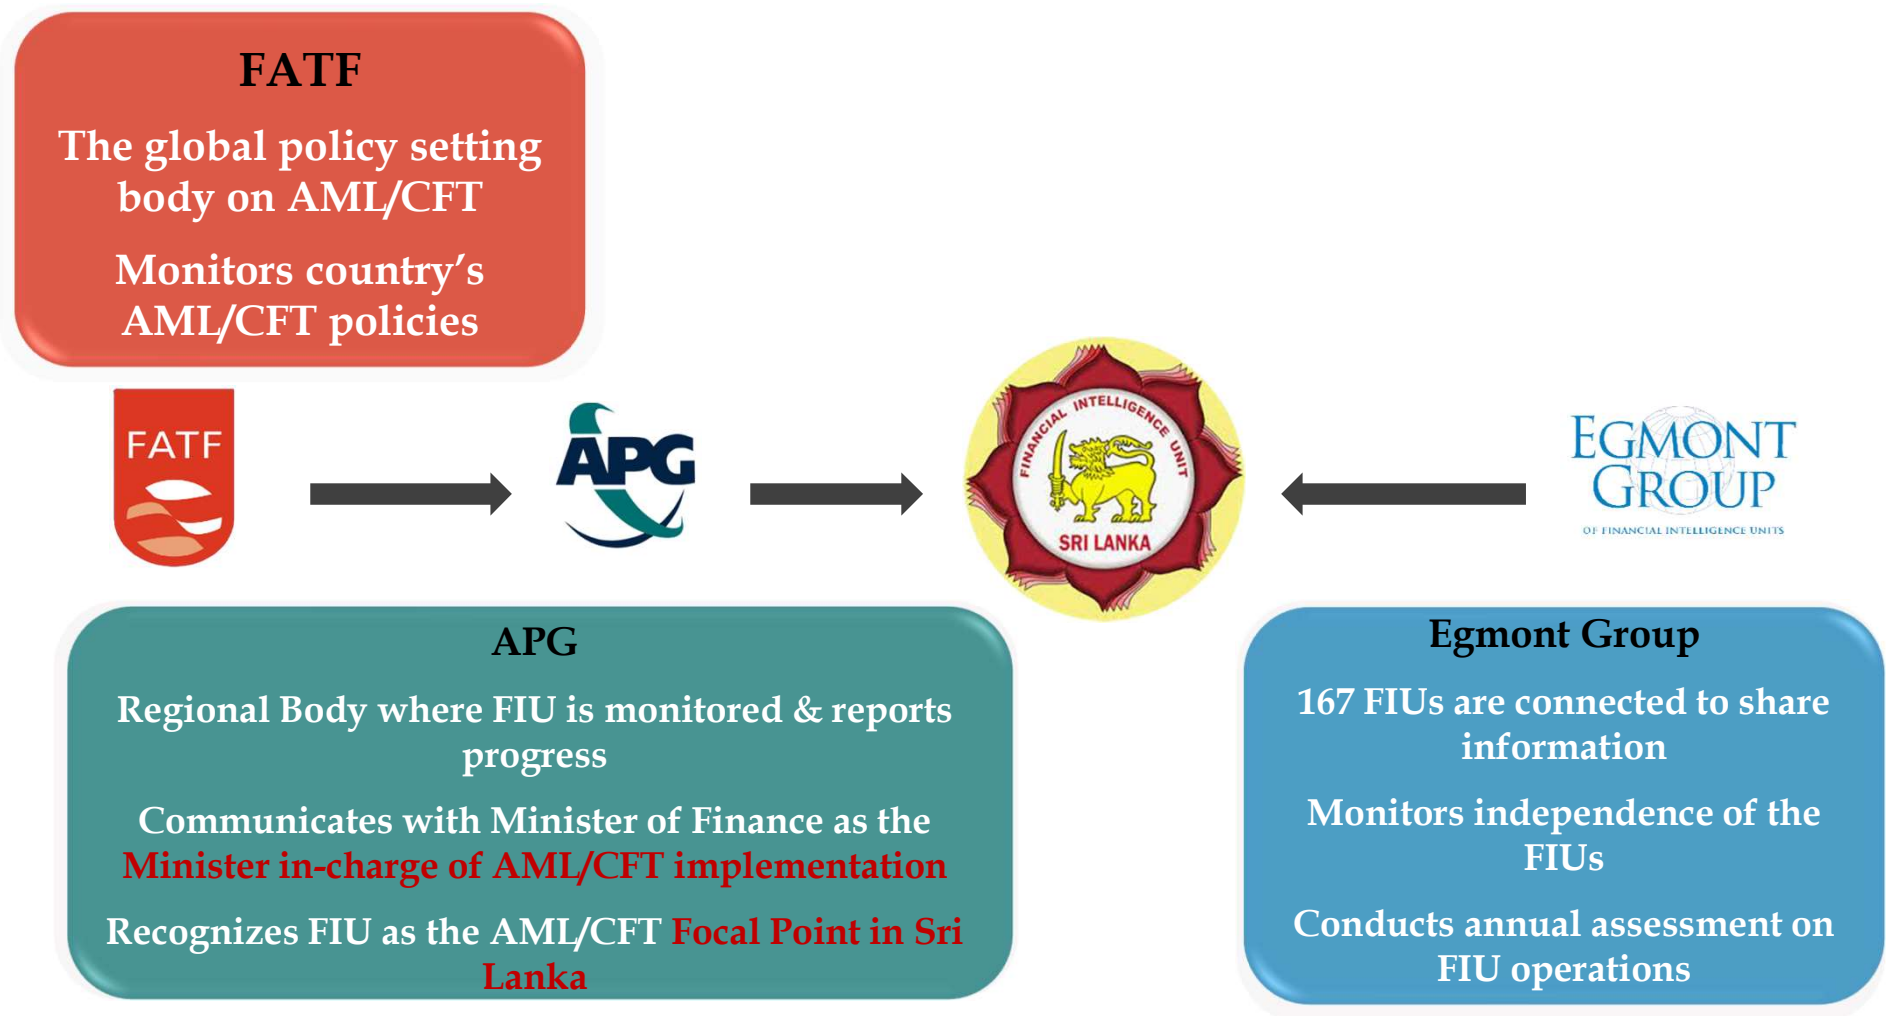 FATF
The global policy setting
body on AML/CFT
Monitors country’s
AML/CFT policies
FATF
APG
FINANCIAL INTELLIGENCE UNIT
SRI LANKA
EGMONT
GROUP
OF FINANCIAL INTELLIGENCE UNITS
APG
Regional Body where FIU is monitored & reports
progress
Communicates with Minister of Finance as the
Minister in-charge of AML/CFT implementation
Recognizes FIU as the AML/CFT Focal Point in Sri
Lanka
Egmont Group
167 FIUs are connected to share
information
Monitors independence of the
FIUs
Conducts annual assessment on
FIU operations